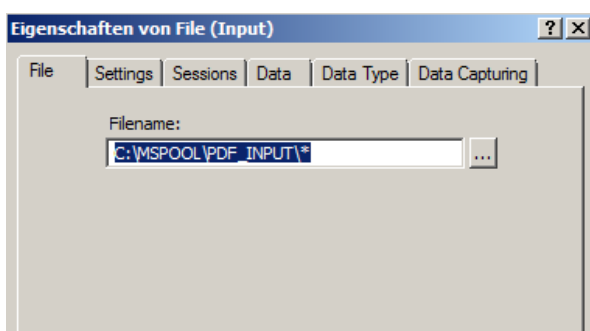 Eigenschaften von File (Input)
File Settings Sessions Data Data Type Data Capturing
Filename:
C:\MSPOOL\PDF_INPUT\*
...